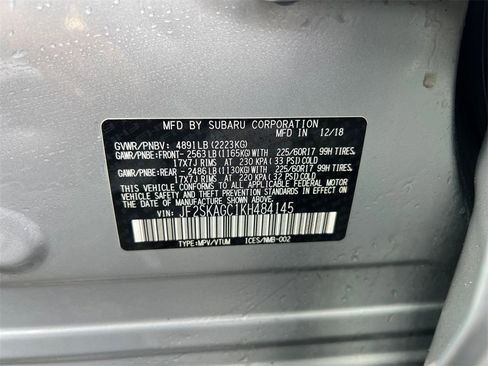 MFD BY SUBARU CORPORATION
MFD IN 12/18
GVWR/PNBV: 4891LB (2223KG)
GAWR/PNBE:FRONT- 2563LB (1165KG)WITH 225/60R17 99H TIRES,
17X7J RIMS AT 230 KPA (33 PSI)COLD
GAWR/PNBE:REAR - 2486LB (1130KG)WITH 225/60R17 99H TIRES,
17X7J RIMS AT 220 KPA (32 PSI)COLD
THIS VEHICLE CONFORMS TO ALL APPLICABLE FEDERAL MOTOR
VEHICLE SAFETY STANDARDS IN EFFECT ON THE
DATE OF MANUFACTURE SHOWN ABOVE.
VIN: JF2SKAGC1KH484145
TYPE:MPV/VTUM ICES/NMB-002